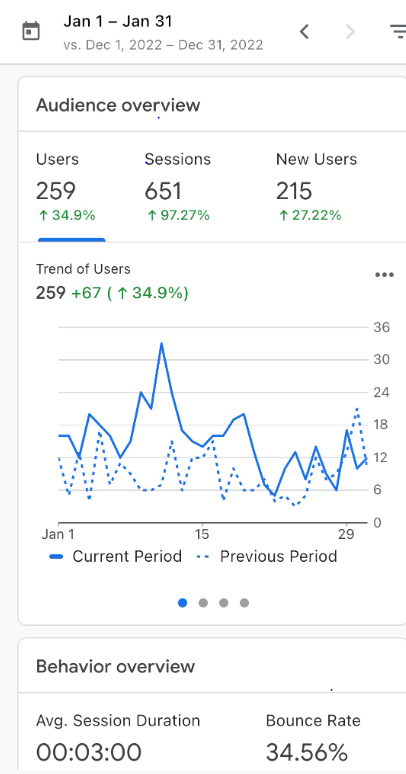 Jan 1 – Jan 31
vs. Dec 1, 2022 – Dec 31, 2022
Audience overview
Users Sessions New Users
259 651 215
↑ 34.9% ↑ 97.27% ↑ 27.22%
Trend of Users
259 +67 ( ↑ 34.9%)
36
30
24
18
12
6
0
Jan 1 15 29
Current Period Previous Period
Behavior overview
Avg. Session Duration Bounce Rate
00:03:00 34.56%